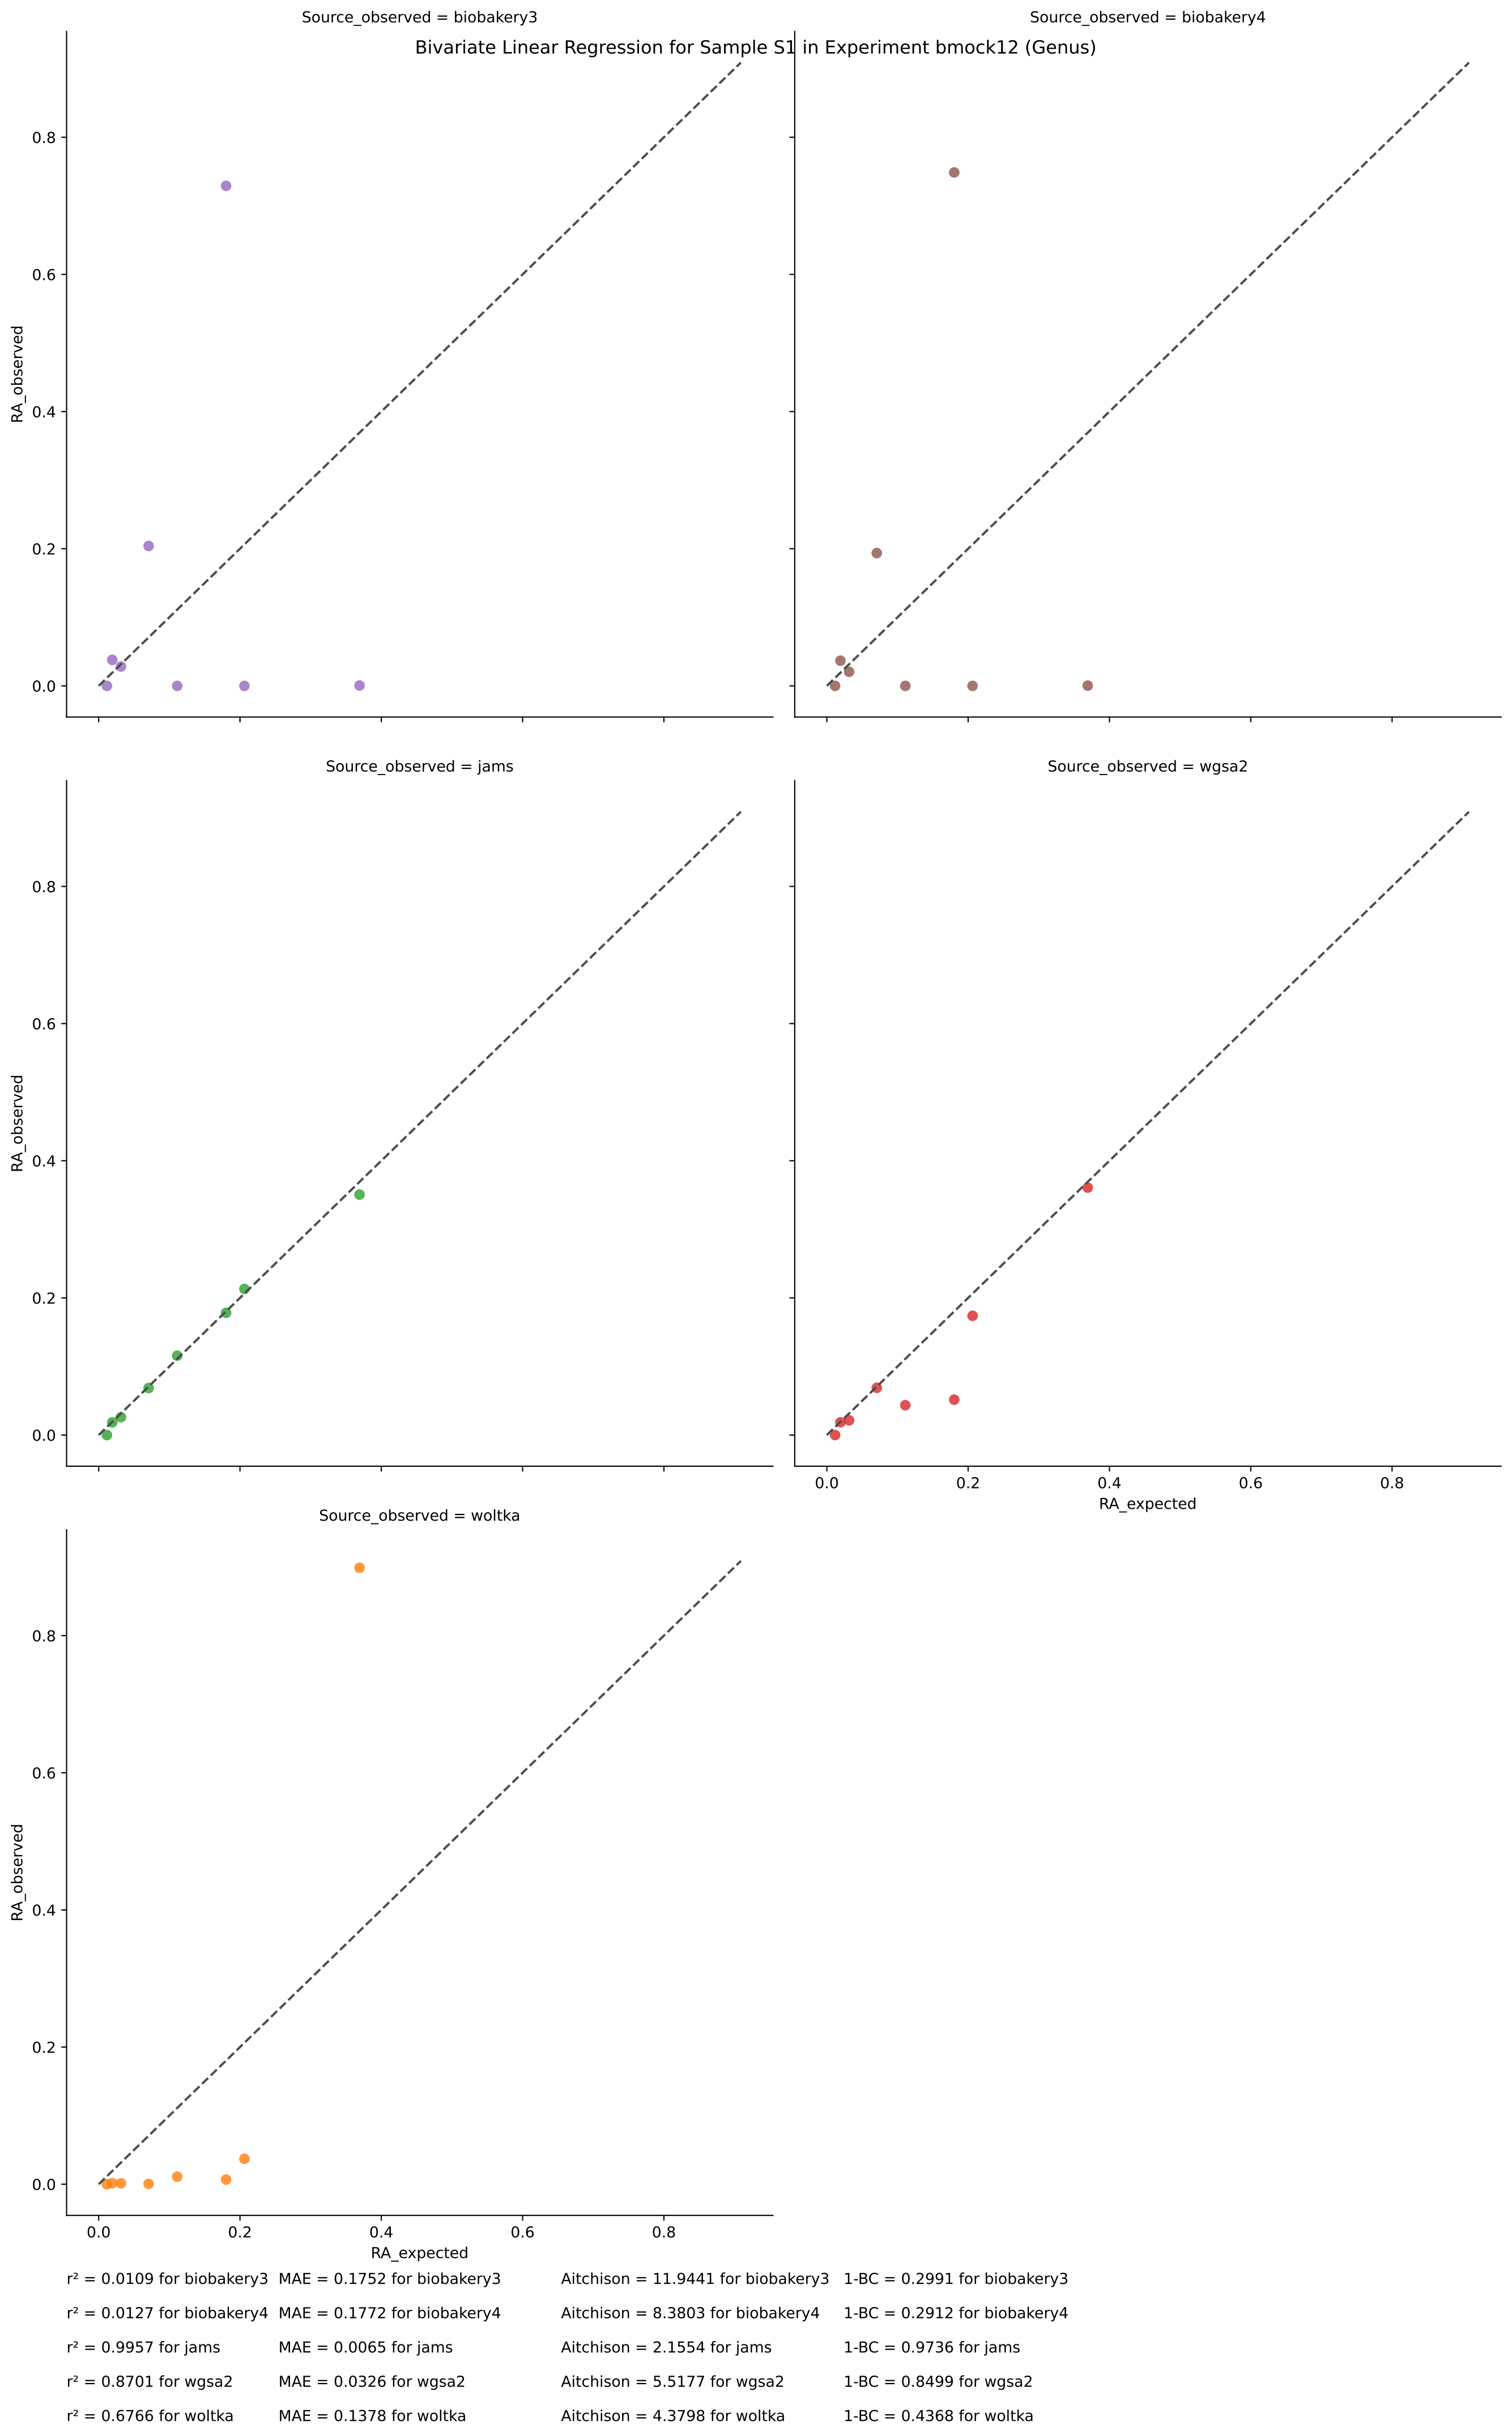 Source_observed = biobakery3
Source_observed = biobakery4
Bivariate Linear Regression for Sample S1 in Experiment bmock12 (Genus)
0.8
0.6
0.4
0.2
0.0
RA_observed
Source_observed = jams
Source_observed = wgsa2
0.8
0.6
0.4
0.2
0.0
RA_observed
0.0 0.2 0.4 0.6 0.8
RA_expected
Source_observed = woltka
0.8
0.6
0.4
0.2
0.0
RA_observed
0.0 0.2 0.4 0.6 0.8
RA_expected
r² = 0.0109 for biobakery3 MAE = 0.1752 for biobakery3 Aitchison = 11.9441 for biobakery3 1-BC = 0.2991 for biobakery3
r² = 0.0127 for biobakery4 MAE = 0.1772 for biobakery4 Aitchison = 8.3803 for biobakery4 1-BC = 0.2912 for biobakery4
r² = 0.9957 for jams MAE = 0.0065 for jams Aitchison = 2.1554 for jams 1-BC = 0.9736 for jams
r² = 0.8701 for wgsa2 MAE = 0.0326 for wgsa2 Aitchison = 5.5177 for wgsa2 1-BC = 0.8499 for wgsa2
r² = 0.6766 for woltka MAE = 0.1378 for woltka Aitchison = 4.3798 for woltka 1-BC = 0.4368 for woltka